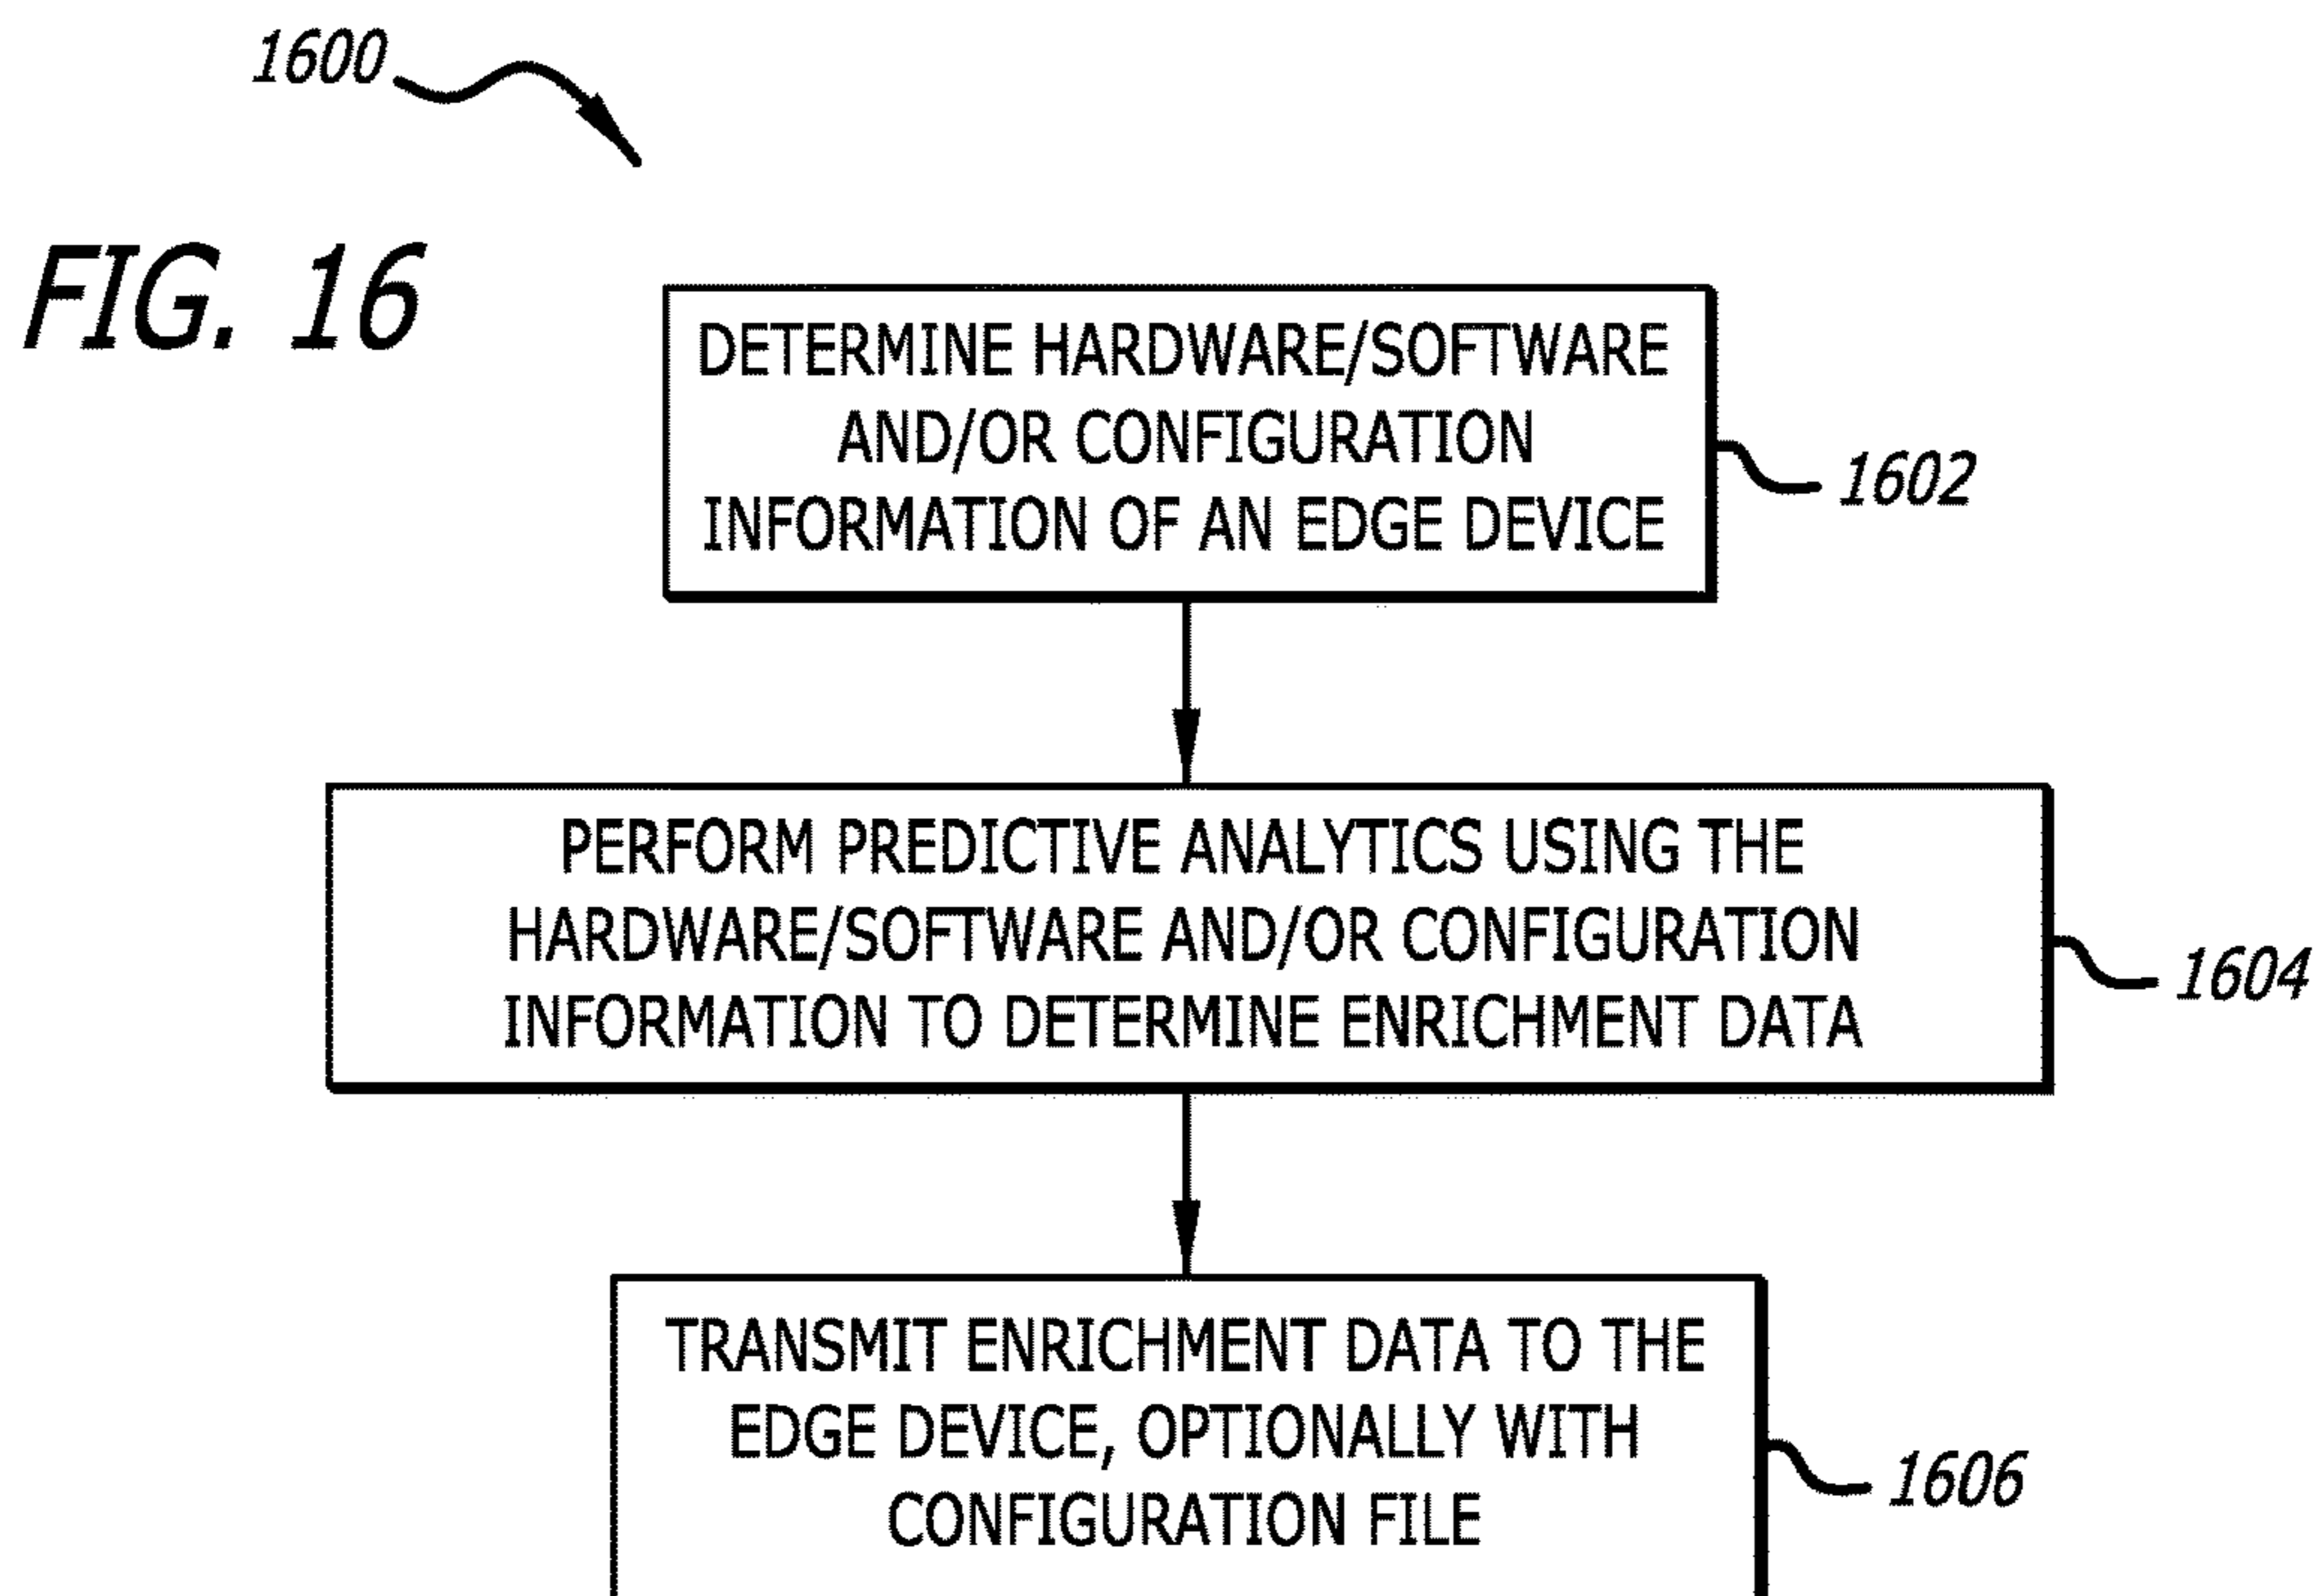 1600
FIG. 16
DETERMINE HARDWARE/SOFTWARE
AND/OR CONFIGURATION
INFORMATION OF AN EDGE DEVICE
1602
PERFORM PREDICTIVE ANALYTICS USING THE
HARDWARE/SOFTWARE AND/OR CONFIGURATION
INFORMATION TO DETERMINE ENRICHMENT DATA
1604
TRANSMIT ENRICHMENT DATA TO THE
EDGE DEVICE, OPTIONALLY WITH
CONFIGURATION FILE
1606